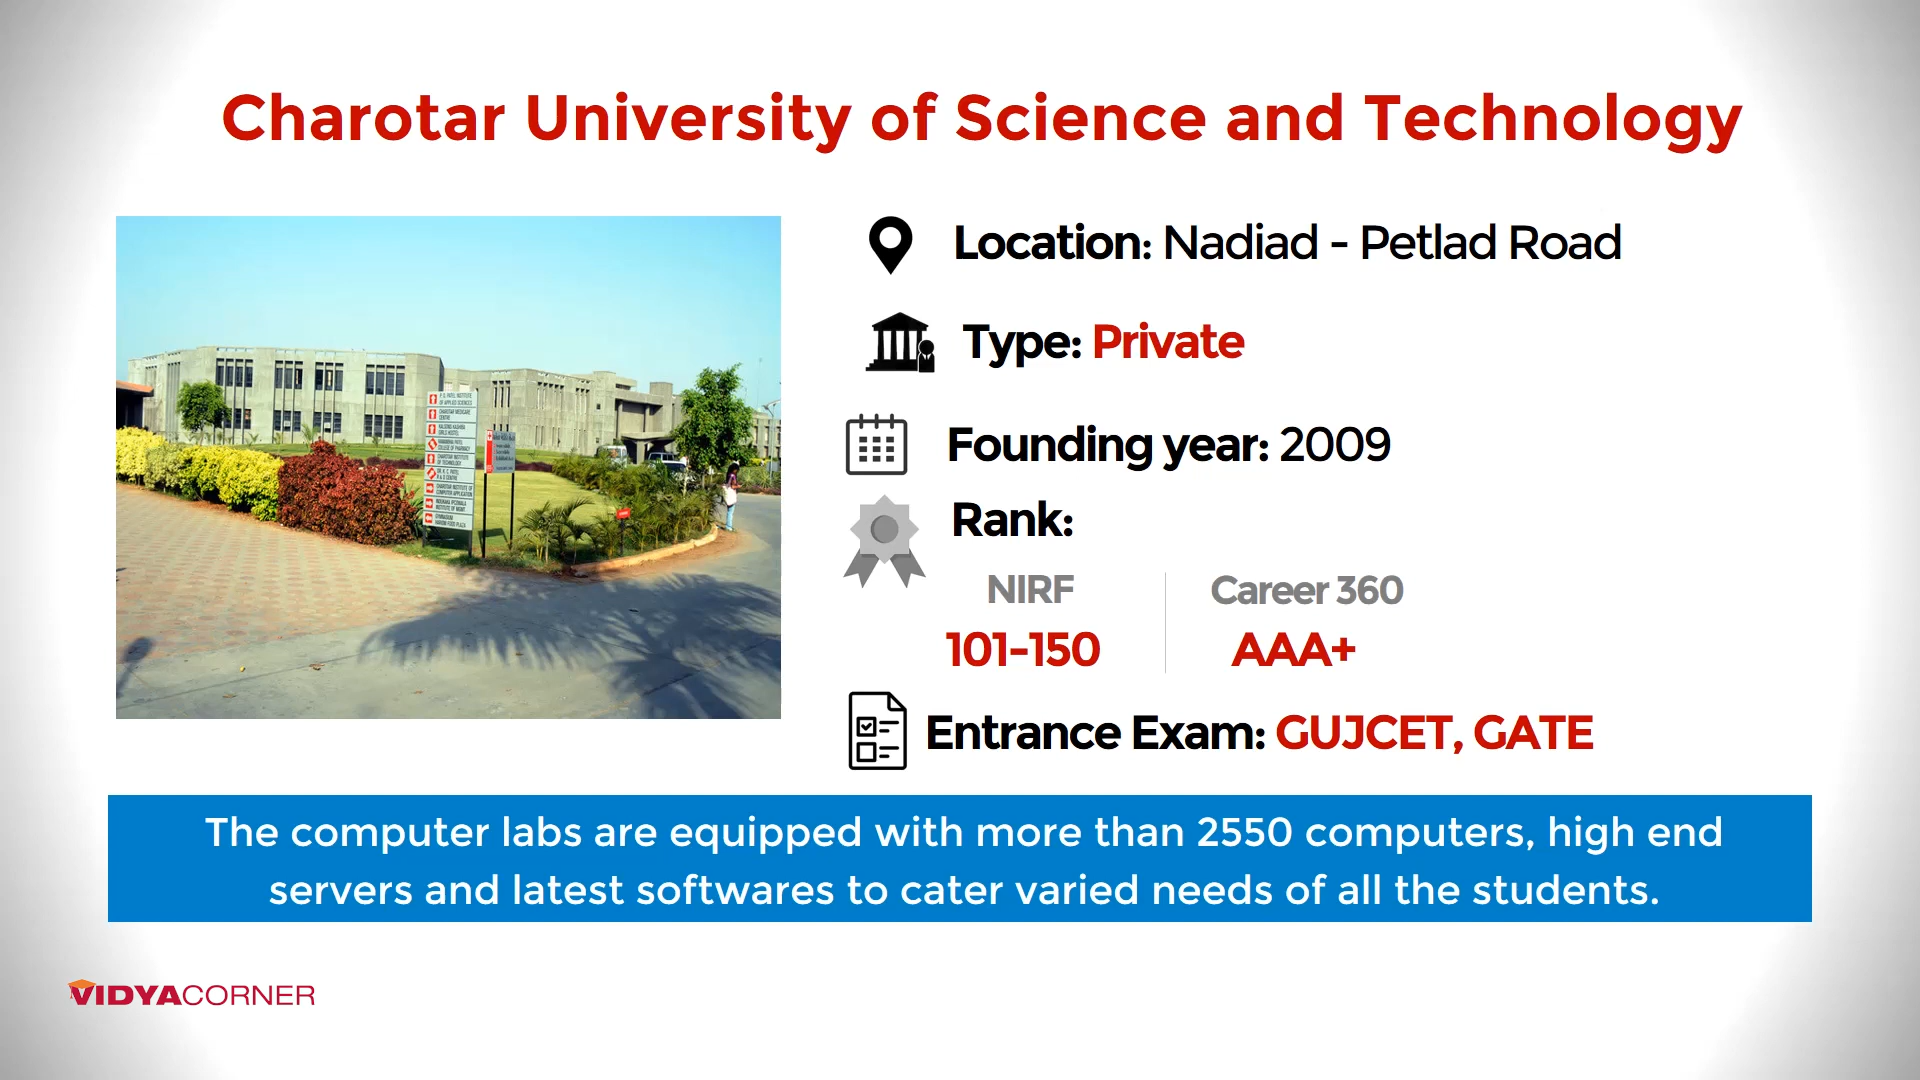 Charotar University of Science and Technology
Location: Nadiad - Petlad Road
Type: Private
Founding year: 2009
Rank:
NIRF
101-150
Career 360
AAA+
Entrance Exam: GUJCET, GATE
The computer labs are equipped with more than 2550 computers, high end
servers and latest softwares to cater varied needs of all the students.
VIDYACORNER